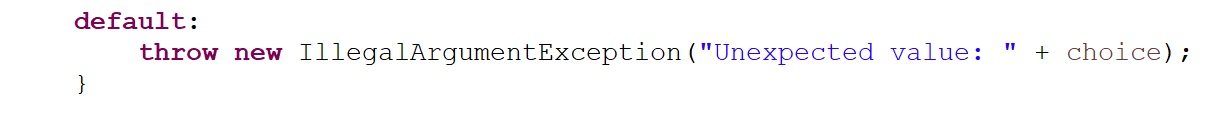 default:
throw new IllegalArgumentException("Unexpected value: " + choice);
}